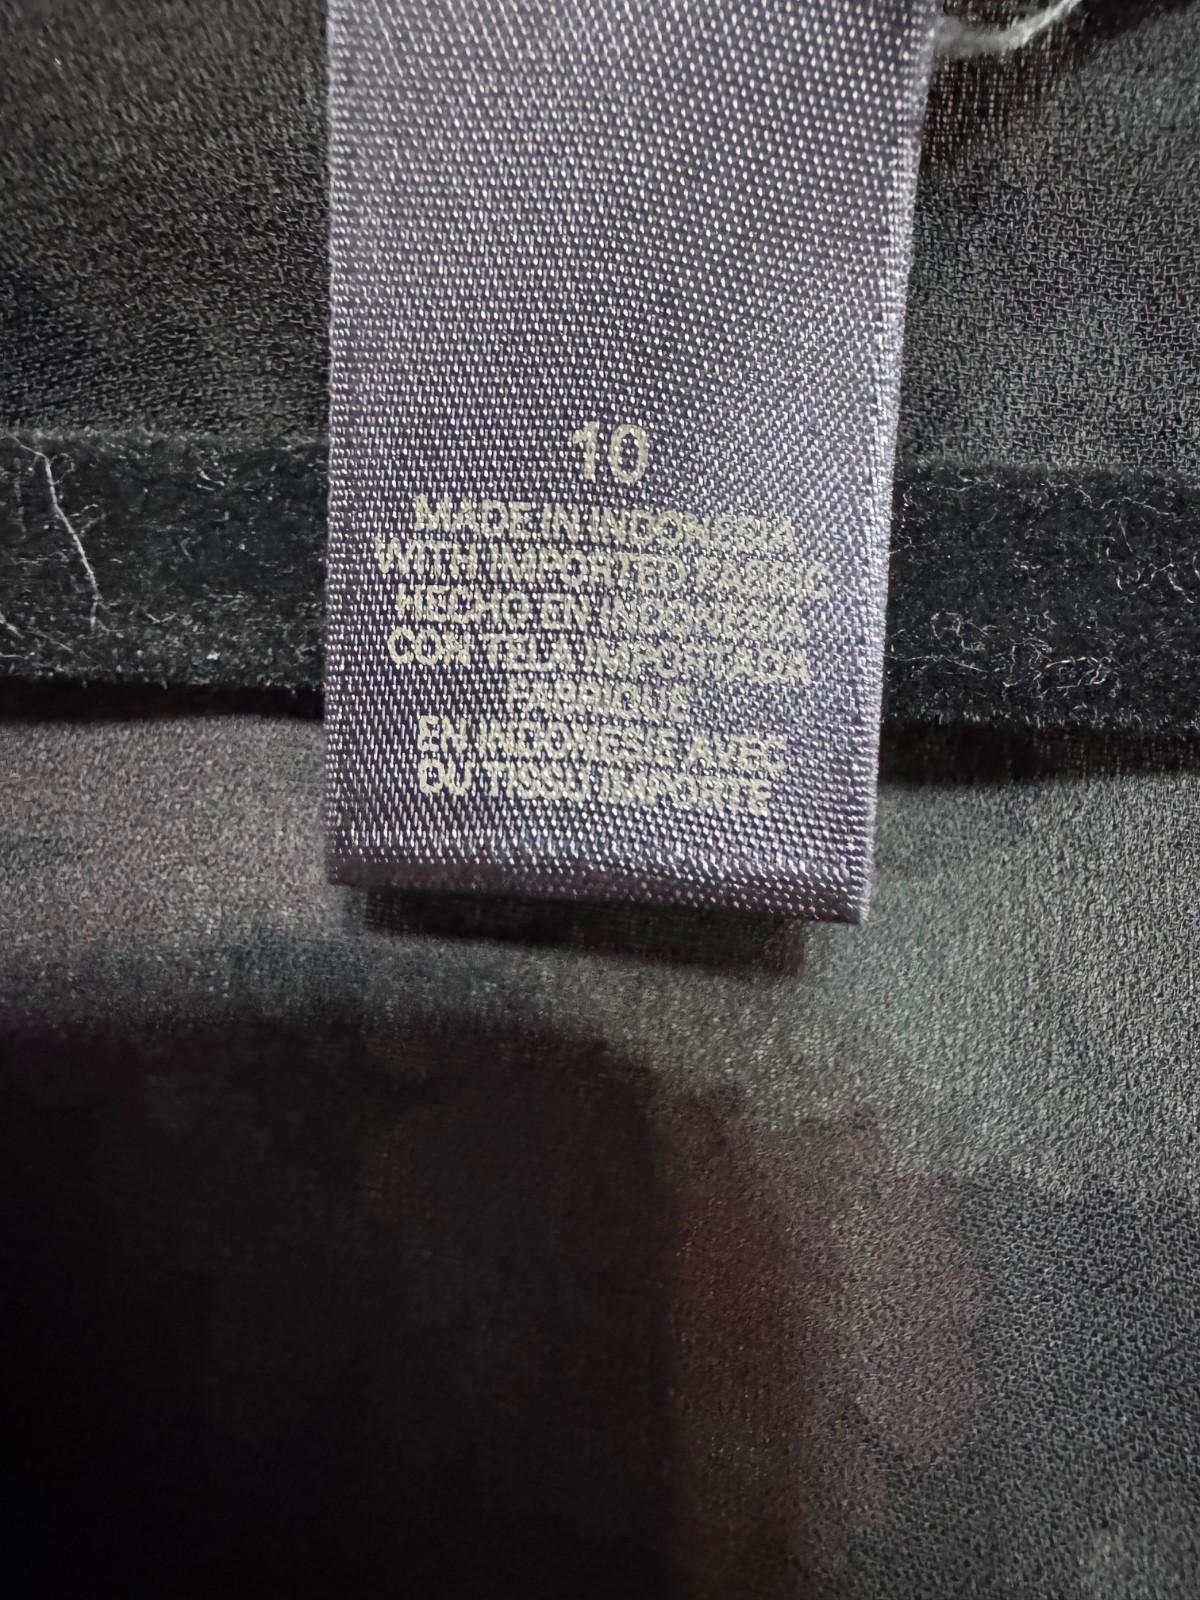 10
MADE IN INDONESIA
WITH IMPORTED FABRIC
HECHO EN INDONESIA
CON TELA IMPORTADA
FABRIQUE
EN INDONESIE AVEC
OU TISSU IMPORTE